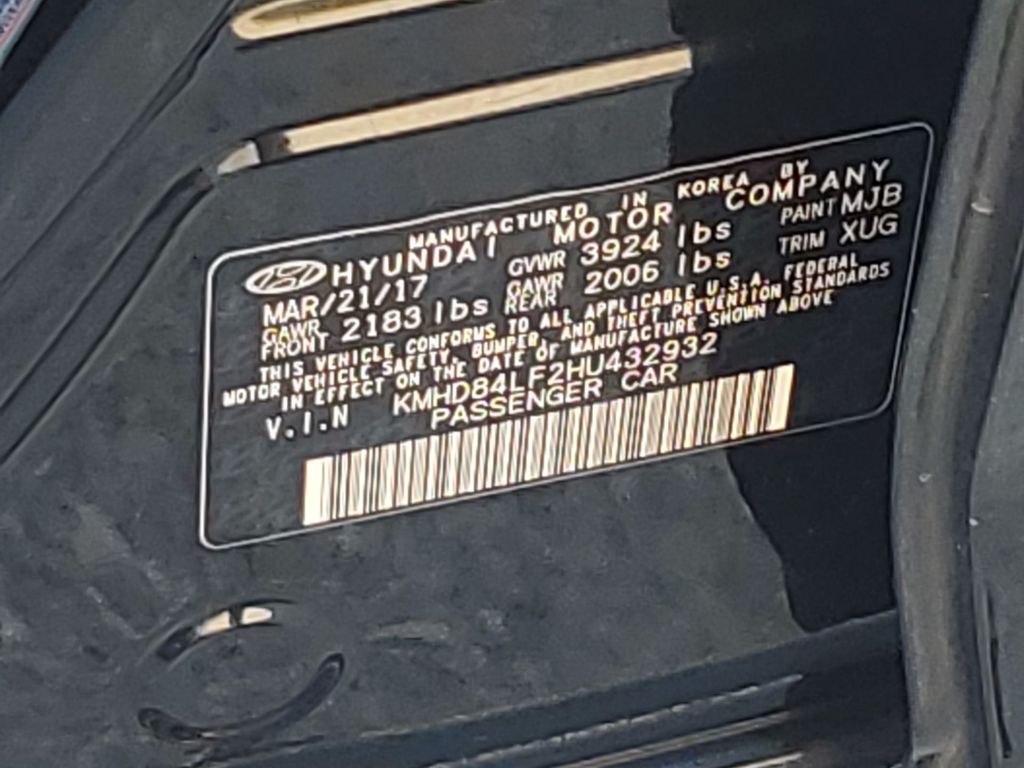 MANUFACTURED IN KOREA BY
HYUNDAI MOTOR COMPANY
MAR/21/17 GVWR 3924 lbs PAINT MJB
GAWR FRONT 2183 lbs GAWR REAR 2006 lbs TRIM XUG
THIS VEHICLE CONFORMS TO ALL APPLICABLE U.S.A. FEDERAL
MOTOR VEHICLE SAFETY, BUMPER, AND THEFT PREVENTION STANDARDS
IN EFFECT ON THE DATE OF MANUFACTURE SHOWN ABOVE
V.I.N KMHD84LF2HU432932
PASSENGER CAR